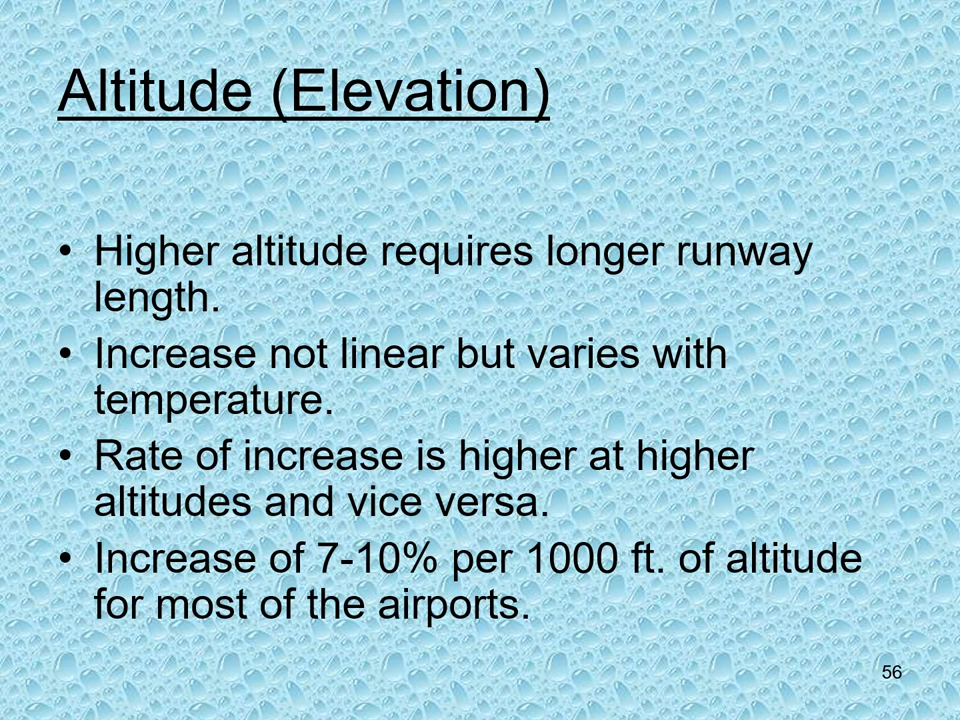 Altitude (Elevation)
• Higher altitude requires longer runway
length.
• Increase not linear but varies with
temperature.
• Rate of increase is higher at higher
altitudes and vice versa.
• Increase of 7-10% per 1000 ft. of altitude
for most of the airports.
56